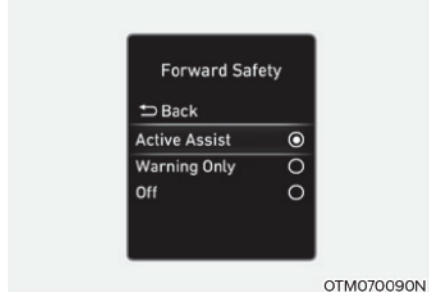 Forward Safety
Back
Active Assist
Warning Only
Off
OTM070090N